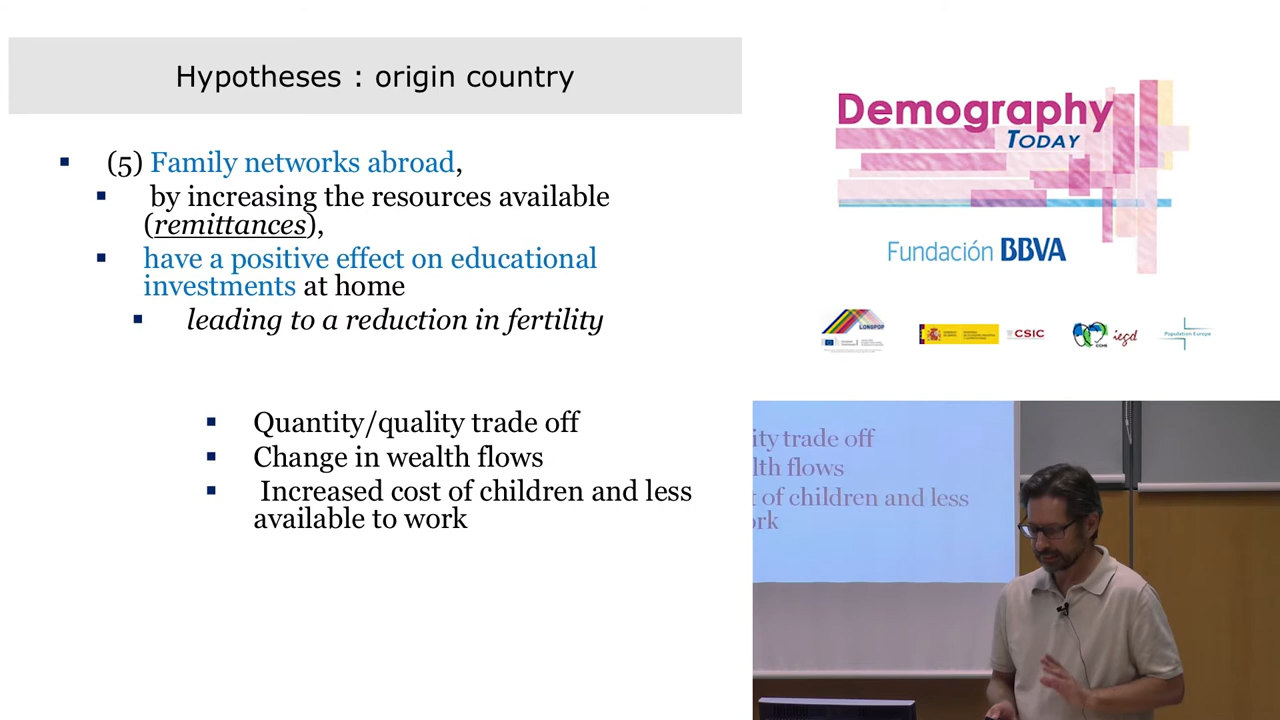 Hypotheses : origin country
(5) Family networks abroad,
by increasing the resources available
(remittances),
have a positive effect on educational
investments at home
leading to a reduction in fertility
Quantity/quality trade off
Change in wealth flows
Increased cost of children and less
available to work
Demography
TODAY
Fundación BBVA
LONGPOP
CSIC
iegd
Population Europe
ity trade off
lth flows
t of children and less
ork